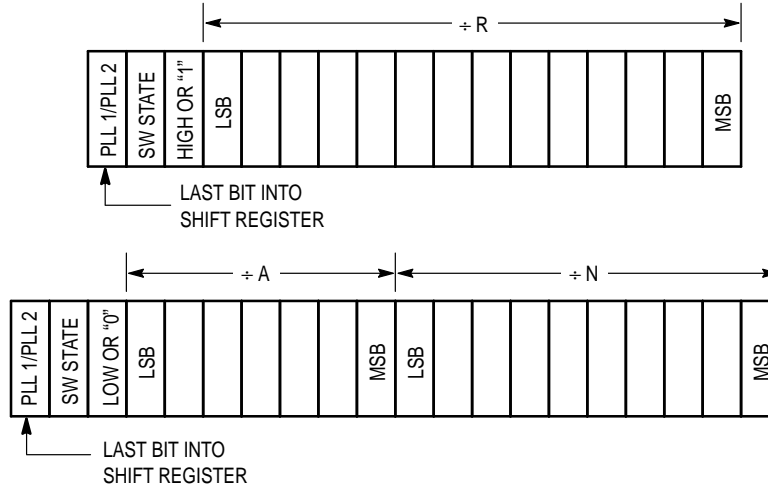 ÷ R
PLL 1/PLL 2
SW STATE
HIGH OR “1”
LSB
MSB
LAST BIT INTO
SHIFT REGISTER
÷ A
÷ N
PLL 1/PLL 2
SW STATE
LOW OR “0”
LSB
MSB
LSB
MSB
LAST BIT INTO
SHIFT REGISTER